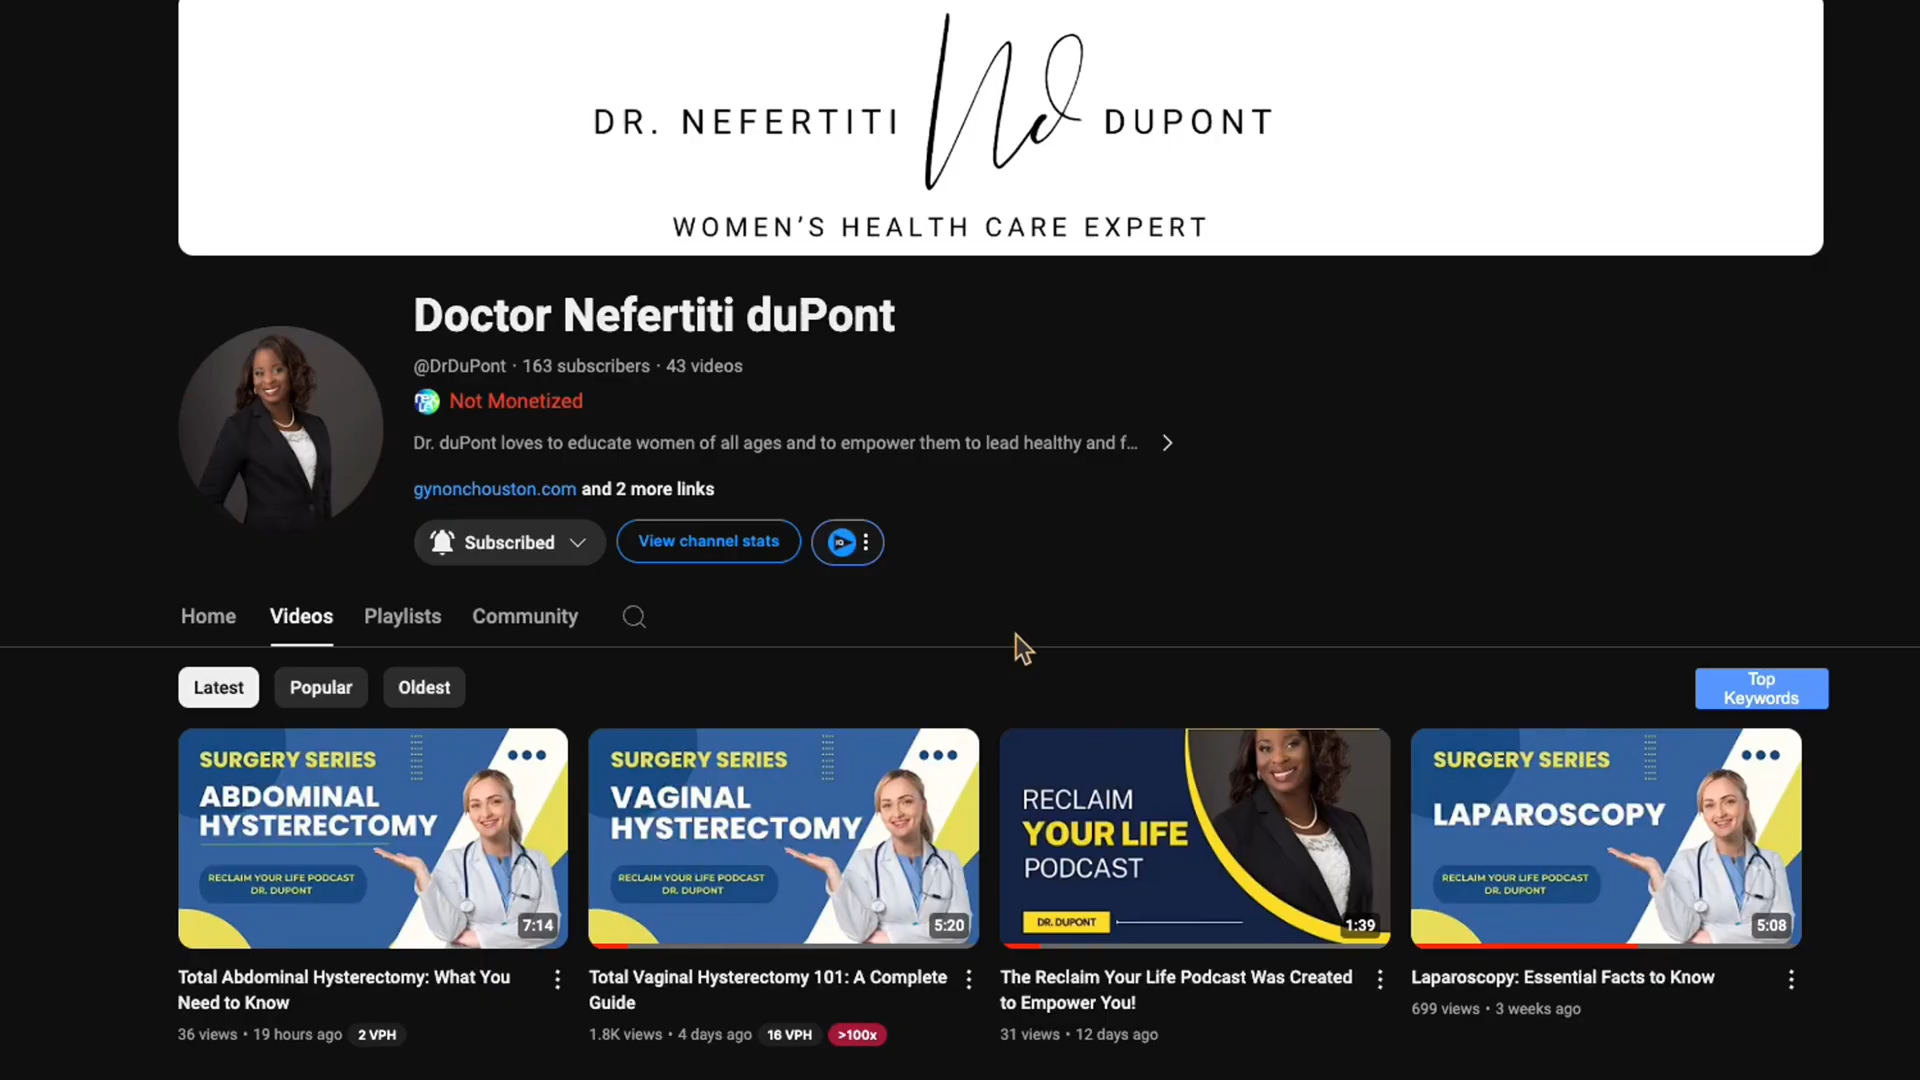 DR. NEFERTITI Nd DUPONT
WOMEN'S HEALTH CARE EXPERT
Doctor Nefertiti duPont
@DrDuPont · 163 subscribers · 43 videos
Not Monetized
Dr. duPont loves to educate women of all ages and to empower them to lead healthy and f...
gynonchouston.com and 2 more links
Subscribed
View channel stats
IQ
Home
Videos
Playlists
Community
Latest
Popular
Oldest
Top
Keywords
SURGERY SERIES
ABDOMINAL
HYSTERECTOMY
RECLAIM YOUR LIFE PODCAST
DR. DUPONT
7:14
Total Abdominal Hysterectomy: What You
Need to Know
36 views · 19 hours ago 2 VPH
SURGERY SERIES
VAGINAL
HYSTERECTOMY
RECLAIM YOUR LIFE PODCAST
DR. DUPONT
5:20
Total Vaginal Hysterectomy 101: A Complete
Guide
1.8K views · 4 days ago 16 VPH >100x
RECLAIM
YOUR LIFE
PODCAST
DR. DUPONT
1:39
The Reclaim Your Life Podcast Was Created
to Empower You!
31 views · 12 days ago
SURGERY SERIES
LAPAROSCOPY
RECLAIM YOUR LIFE PODCAST
DR. DUPONT
5:08
Laparoscopy: Essential Facts to Know
699 views · 3 weeks ago